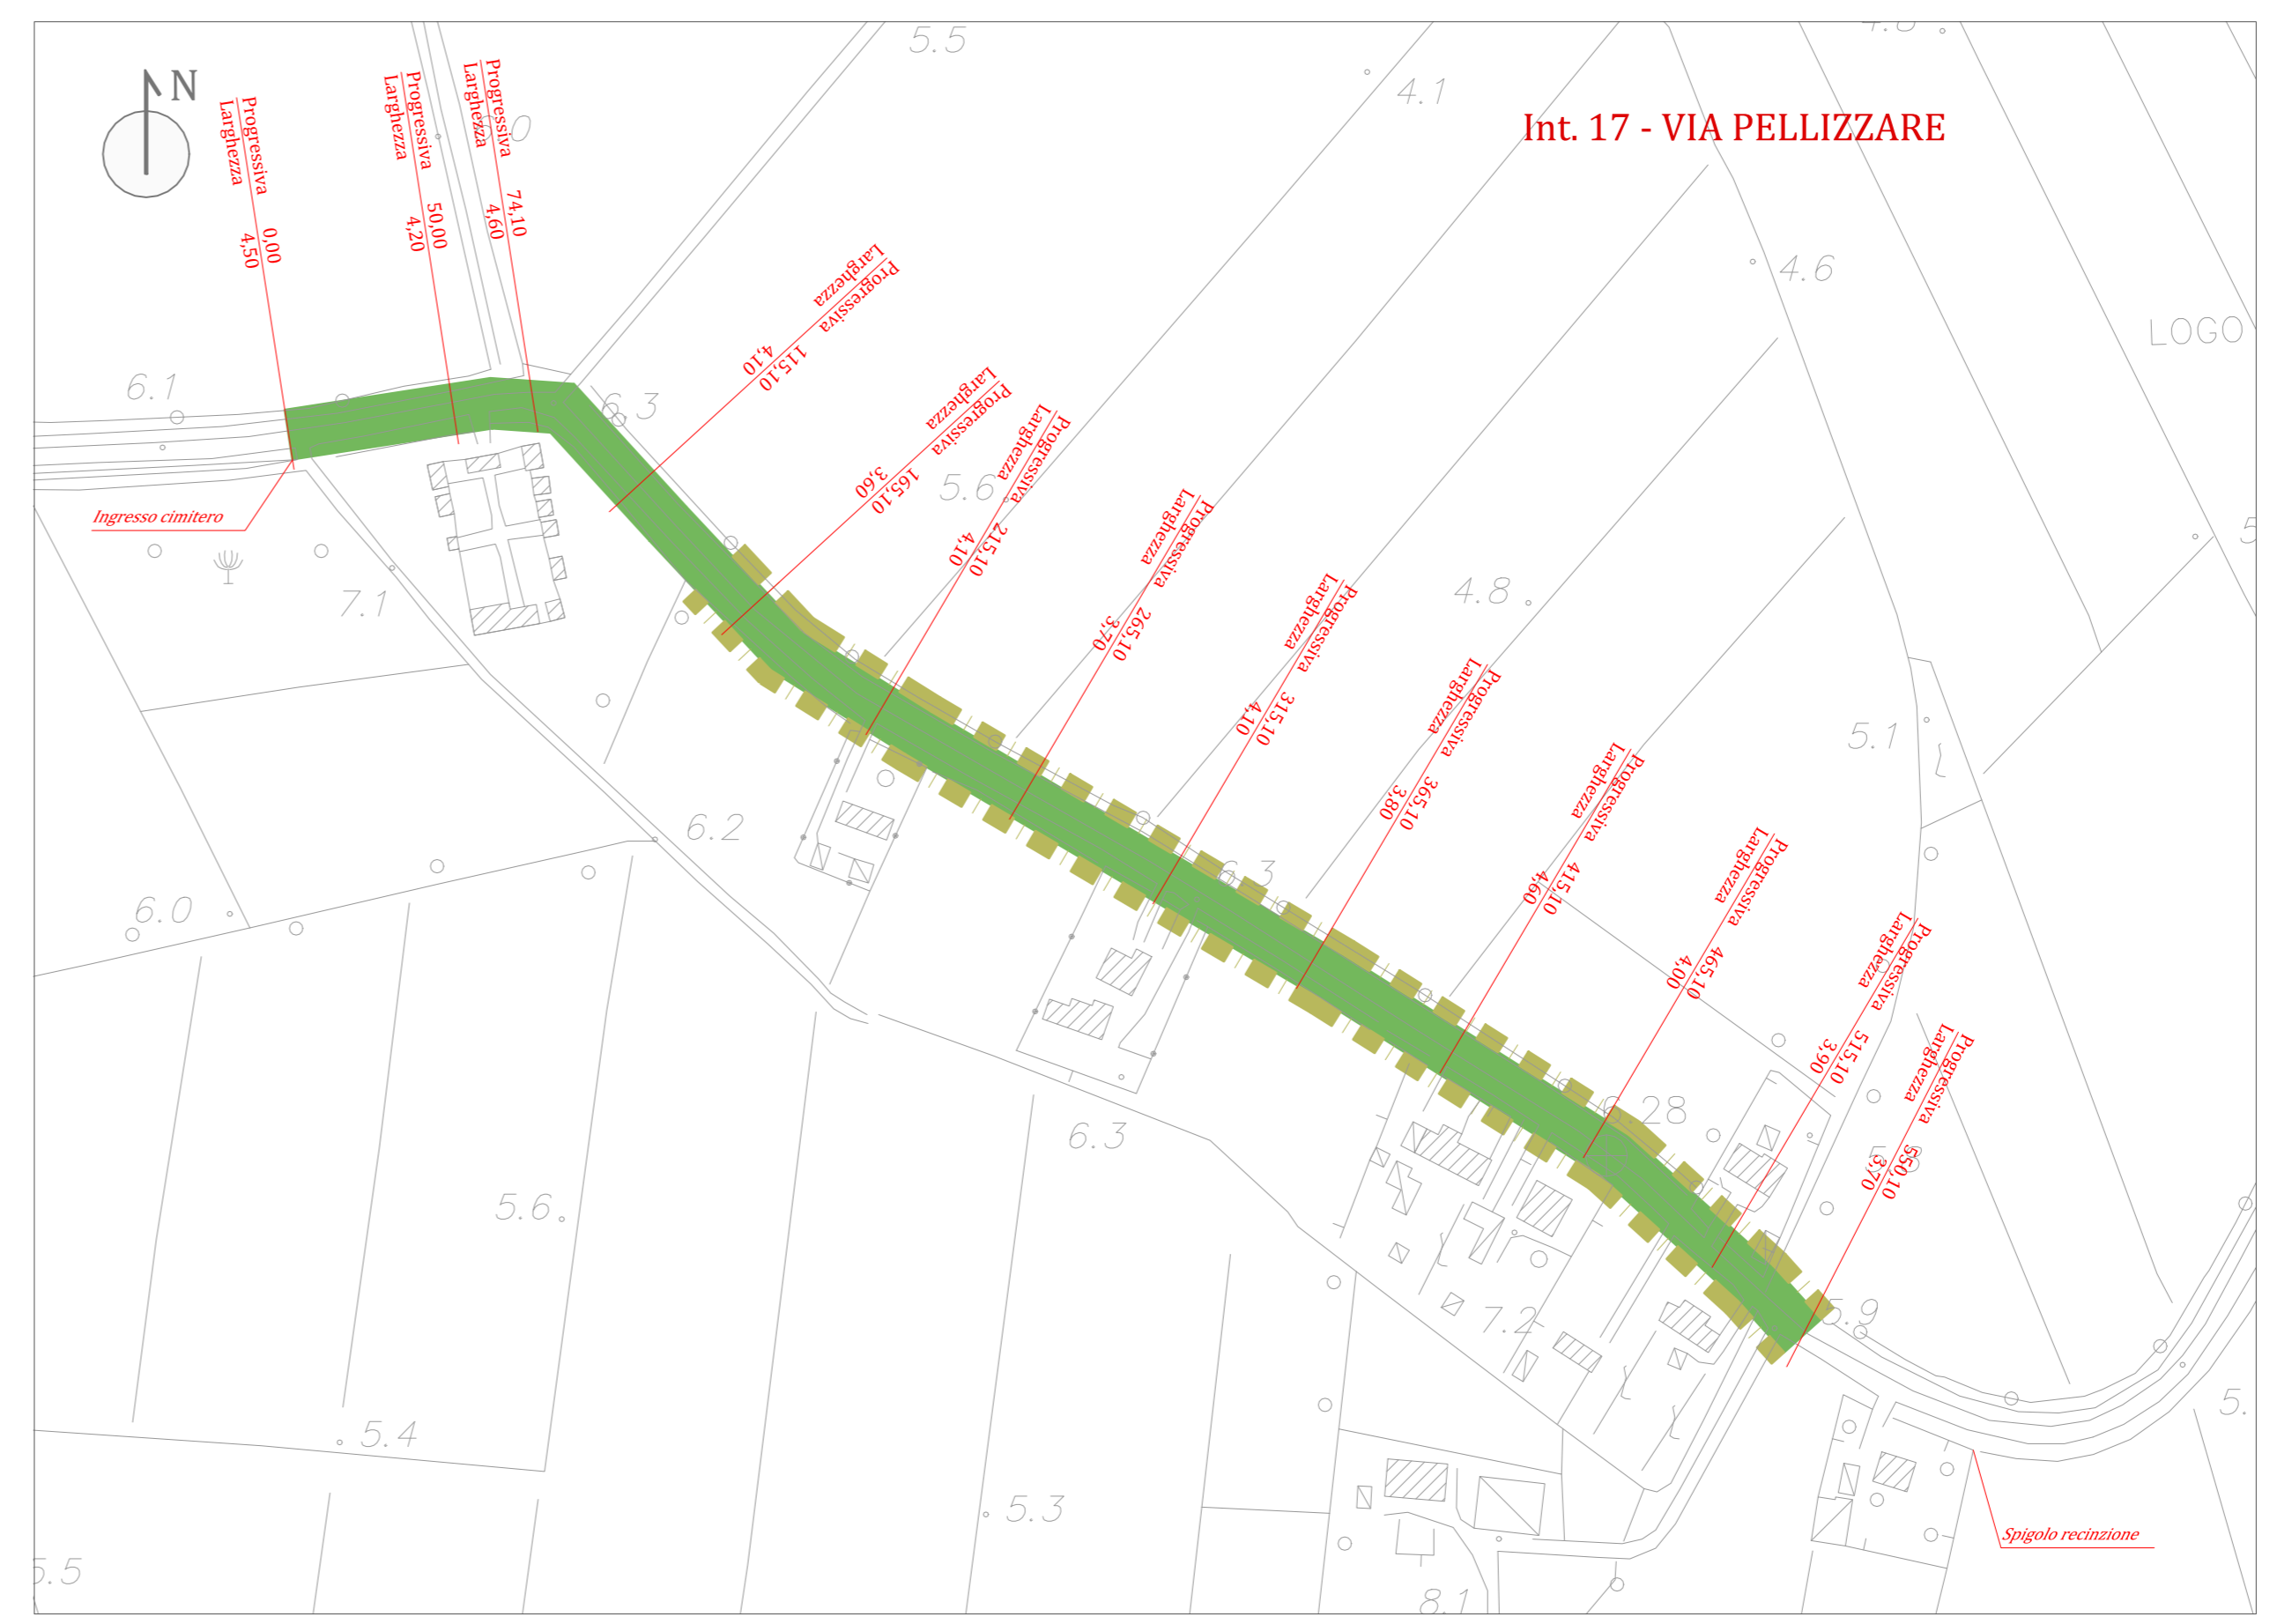 N
Int. 17 - VIA PELLIZZARE
Progressiva 0,00
Larghezza 4,50
Progressiva 50,00
Larghezza 4,20
Progressiva 74,10
Larghezza 4,60
Larghezza 4,10
Progressiva 115,10
Larghezza 3,60
Progressiva 165,10
Larghezza 4,10
Progressiva 215,10
Larghezza 3,70
Progressiva 265,10
Larghezza 4,10
Progressiva 315,10
Larghezza 3,80
Progressiva 365,10
Larghezza 4,60
Progressiva 415,10
Larghezza 4,00
Progressiva 465,10
Larghezza 3,90
Progressiva 515,10
Larghezza 3,70
Progressiva 550,10
Ingresso cimitero
Spigolo recinzione
5.5
4.1
4.6
LOGO
6.1
6.3
5.6
4.8
7.1
5.1
6.2
6.3
6.0
6.3
5.6
7.2
5.9
5.4
5.3
5.5
8.1